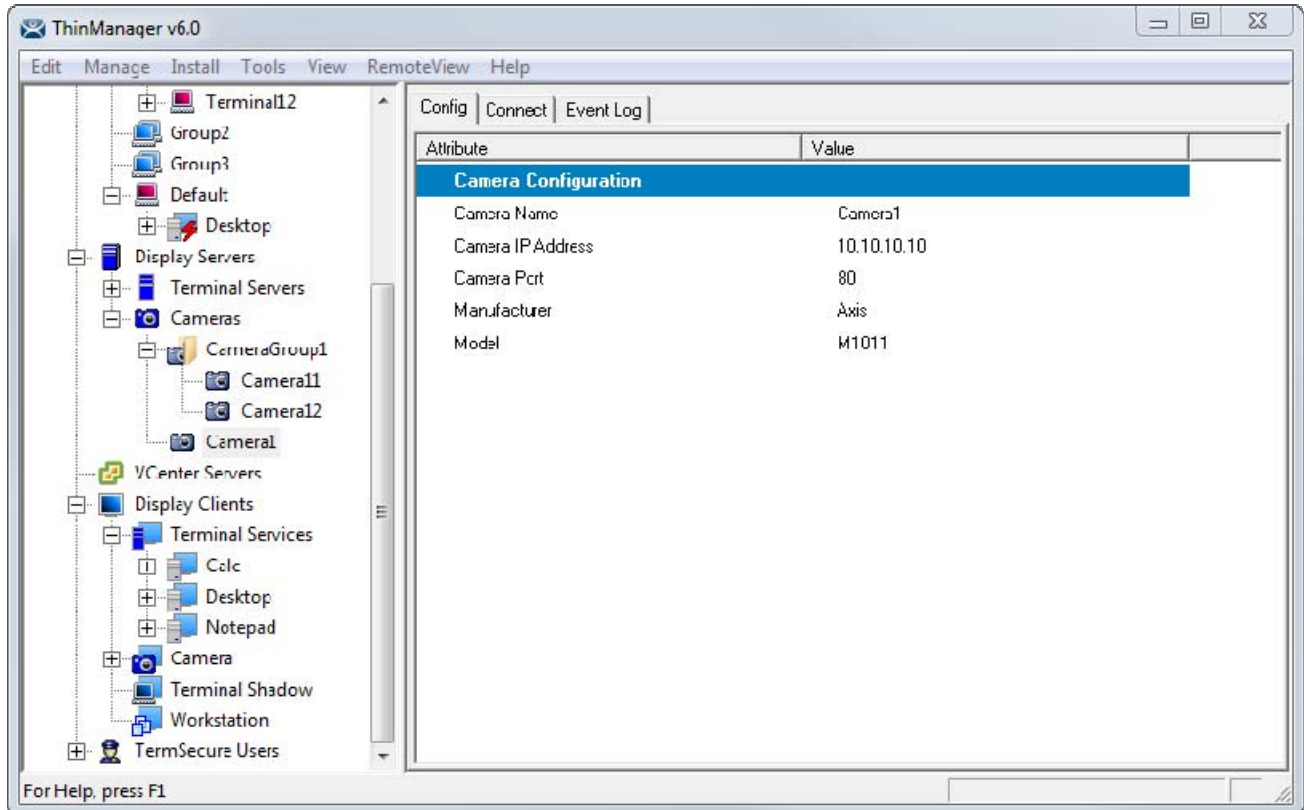 ThinManager v6.0
Edit Manage Install Tools View RemoteView Help
Terminal12
Group2
Group3
Default
Desktop
Display Servers
Terminal Servers
Cameras
CameraGroup1
Camera11
Camera12
Camera1
VCenter Servers
Display Clients
Terminal Services
Calc
Desktop
Notepad
Camera
Terminal Shadow
Workstation
TermSecure Users
Config Connect Event Log
Attribute Value
Camera Configuration
Camera Name Camera1
Camera IP Address 10.10.10.10
Camera Port 80
Manufacturer Axis
Model M1011
For Help, press F1